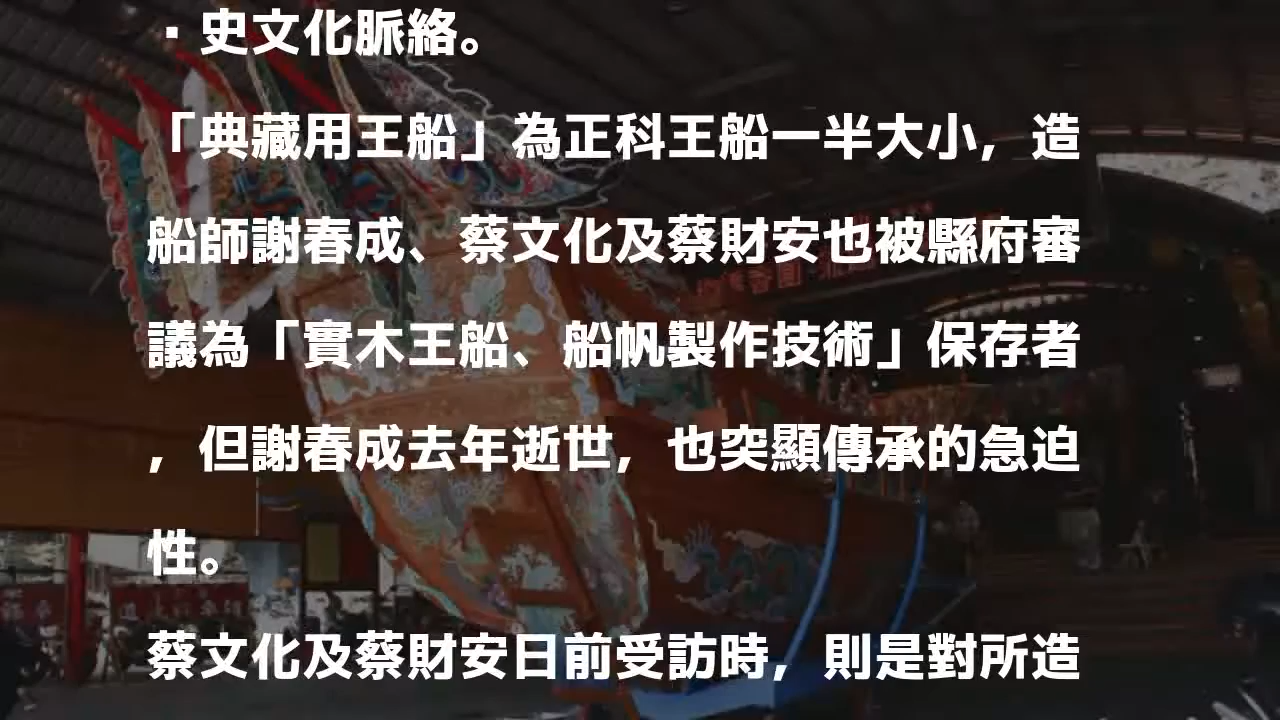 ·史文化脈絡。
「典藏用王船」為正科王船一半大小，造
船師謝春成、蔡文化及蔡財安也被縣府審
議為「實木王船、船帆製作技術」保存者
，但謝春成去年逝世，也突顯傳承的急迫
性。
蔡文化及蔡財安日前受訪時，則是對所造